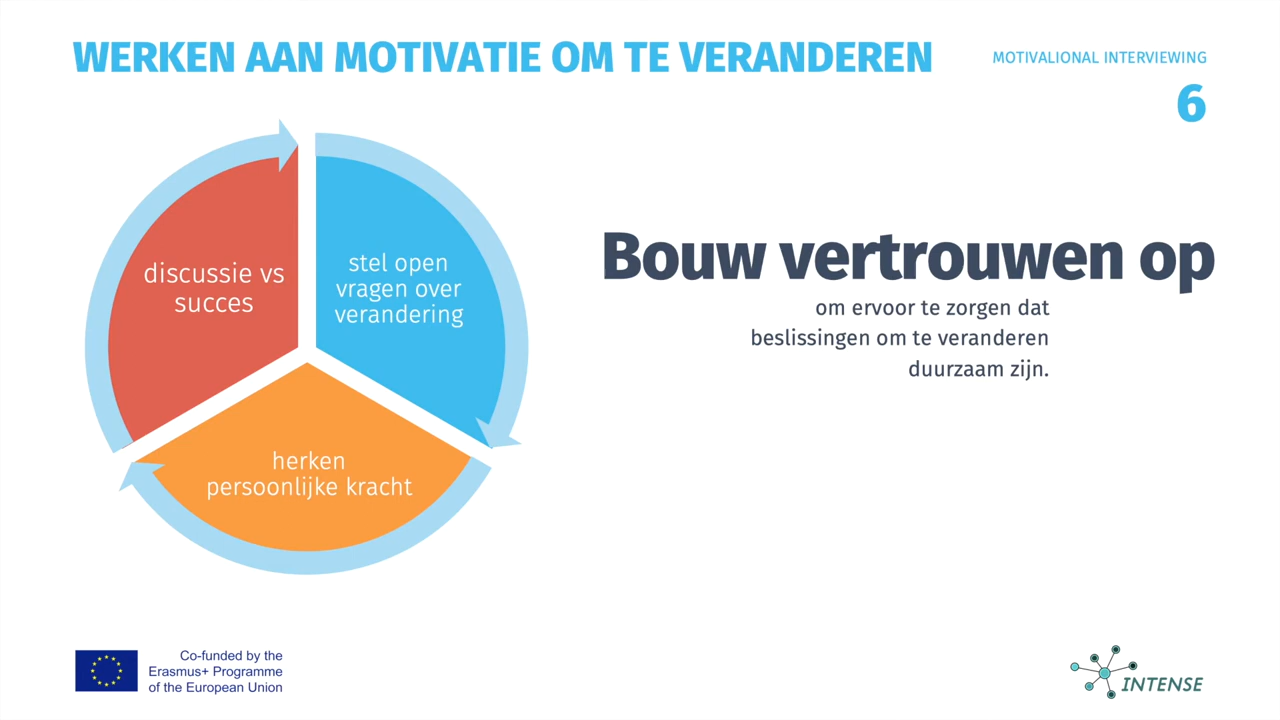 WERKEN AAN MOTIVATIE OM TE VERANDEREN
MOTIVALIONAL INTERVIEWING
6
discussie vs
succes
stel open
vragen over
verandering
herken
persoonlijke kracht
Bouw vertrouwen op
om ervoor te zorgen dat
beslissingen om te veranderen
duurzaam zijn.
Co-funded by the
Erasmus+ Programme
of the European Union
INTENSE